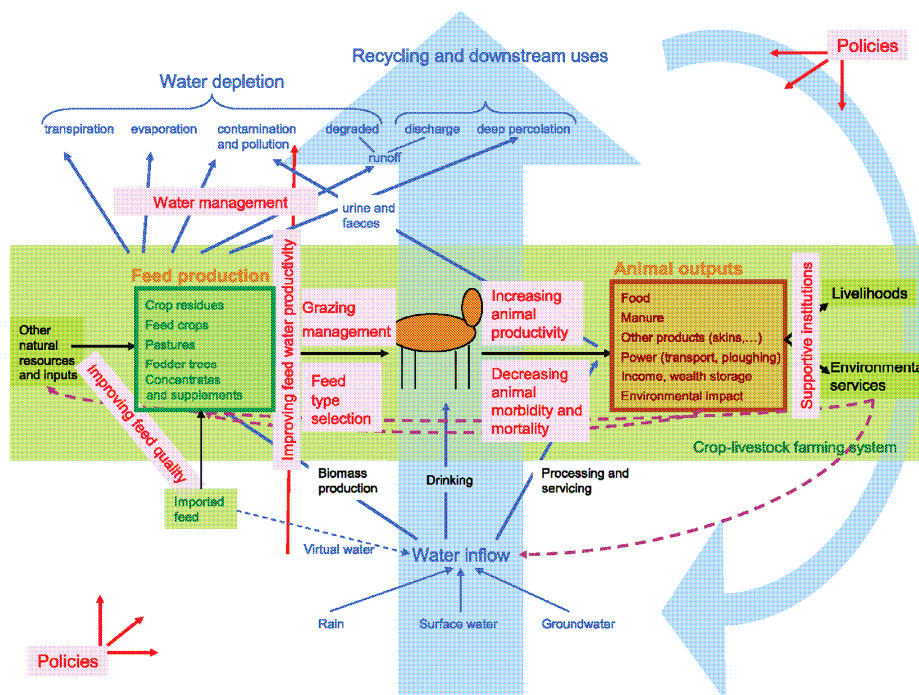 Policies
Recycling and downstream uses
Water depletion
transpiration
evaporation
contamination
and pollution
degraded
discharge
deep percolation
runoff
Water management
urine and
faeces
Feed production
Crop residues
Feed crops
Pastures
Fodder trees
Concentrates
and supplements
Other
natural
resources
and inputs
Improving feed quality
Imported
feed
Improving feed water productivity
Grazing
management
Feed
type
selection
Increasing
animal
productivity
Decreasing
animal
morbidity and
mortality
Animal outputs
Food
Manure
Other products (skins,...)
Power (transport, ploughing)
Income, wealth storage
Environmental impact
Supportive institutions
Livelihoods
Environmenta
services
Crop-livestock farming system
Biomass
production
Drinking
Processing and
servicing
Virtual water
Water inflow
Rain
Surface water
Groundwater
Policies